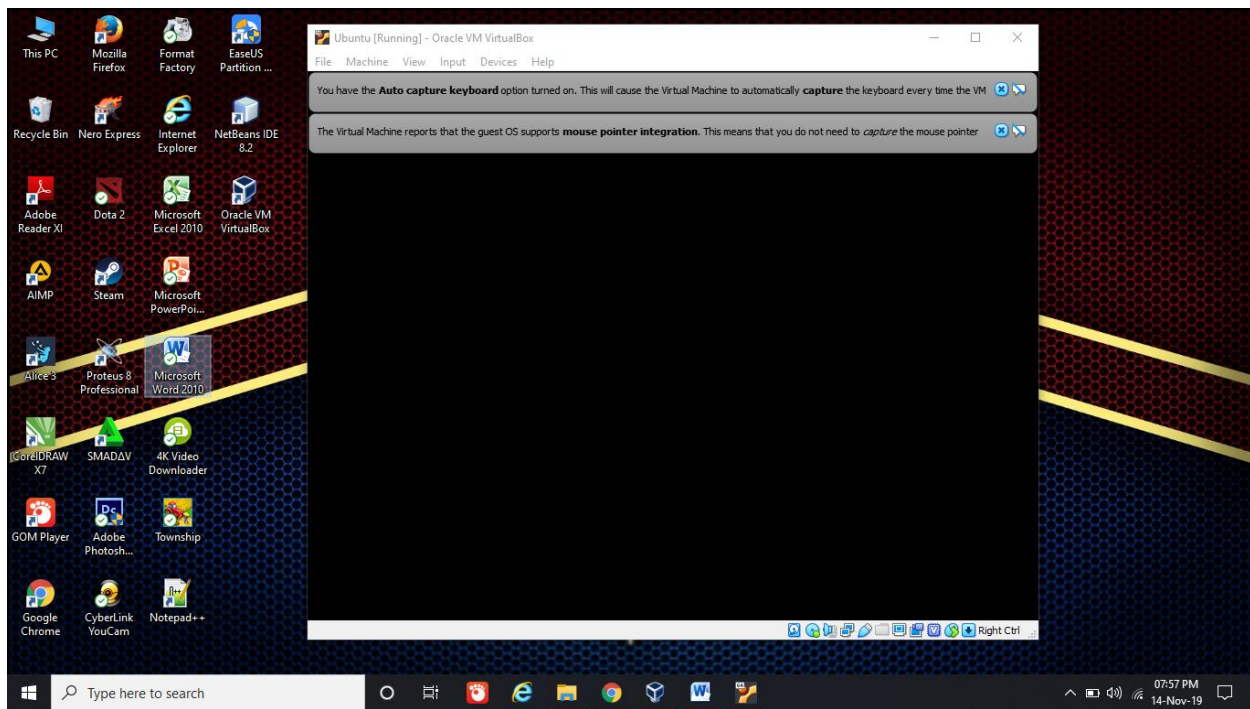 This PC
Mozilla
Firefox
Format
Factory
EaseUS
Partition ...
Recycle Bin
Nero Express
Internet
Explorer
NetBeans IDE
8.2
Adobe
Reader XI
Dota 2
Microsoft
Excel 2010
Oracle VM
VirtualBox
AIMP
Steam
Microsoft
PowerPoi...
Alice 3
Proteus 8
Professional
Microsoft
Word 2010
CorelDRAW
X7
SMADΔV
4K Video
Downloader
GOM Player
Adobe
Photosh...
Township
Google
Chrome
CyberLink
YouCam
Notepad++
Ubuntu [Running] - Oracle VM VirtualBox
File Machine View Input Devices Help
You have the Auto capture keyboard option turned on. This will cause the Virtual Machine to automatically capture the keyboard every time the VM
The Virtual Machine reports that the guest OS supports mouse pointer integration. This means that you do not need to capture the mouse pointer
Right Ctrl
Type here to search
07:57 PM
14-Nov-19